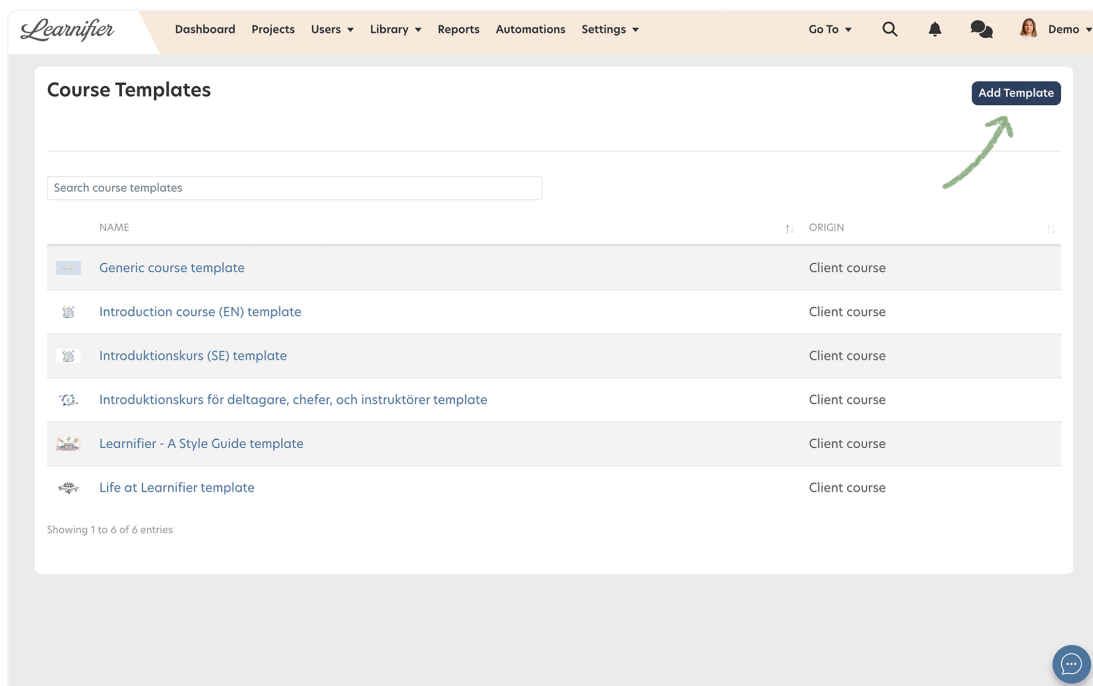 Learnifier Dashboard Projects Users Library Reports Automations Settings Go To Demo
Course Templates
Add Template
Search course templates
NAME ORIGIN
Generic course template Client course
Introduction course (EN) template Client course
Introduktionskurs (SE) template Client course
Introduktionskurs för deltagare, chefer, och instruktörer template Client course
Learnifier - A Style Guide template Client course
Life at Learnifier template Client course
Showing 1 to 6 of 6 entries